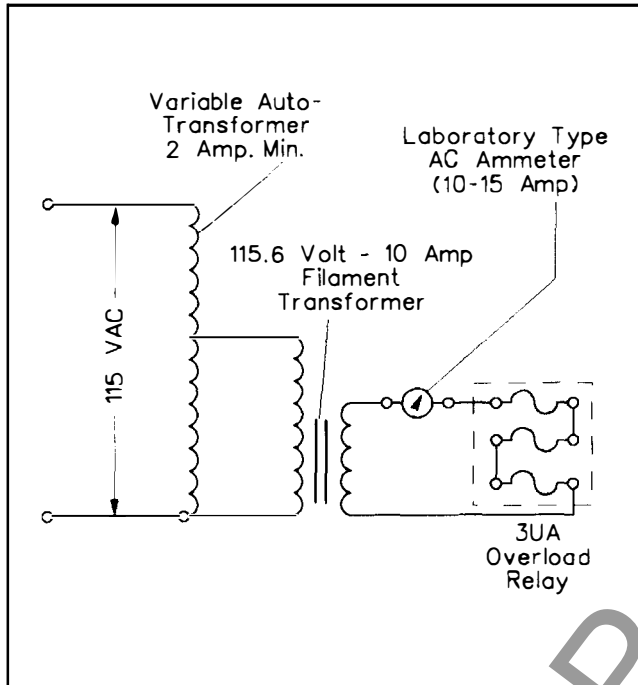 Variable Auto-
Transformer
2 Amp. Min.
Laboratory Type
AC Ammeter
(10-15 Amp)
115.6 Volt - 10 Amp
Filament
Transformer
115 VAC
3UA
Overload
Relay